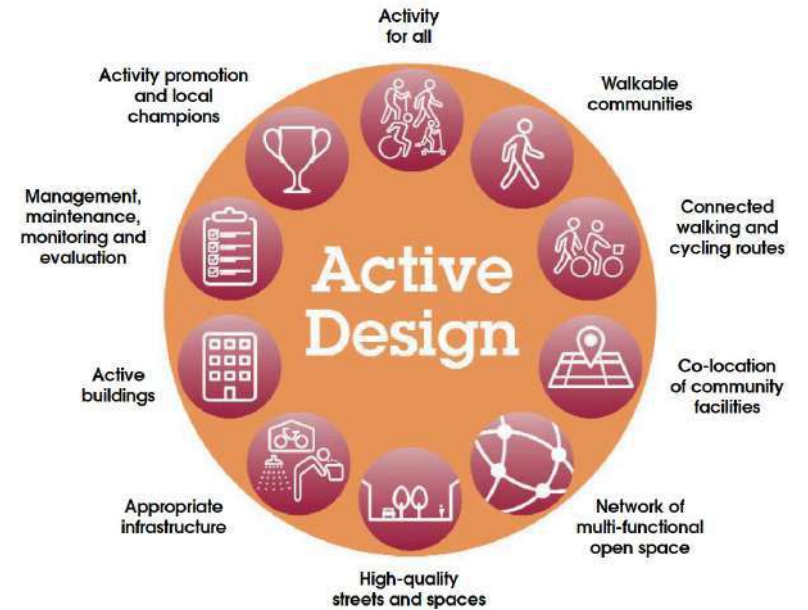 Activity
for all
Walkable
communities
Connected
walking and
cycling routes
Co-location
of community
facilities
Network of
multi-functional
open space
High-quality
streets and spaces
Appropriate
infrastructure
Active
buildings
Management,
maintenance,
monitoring and
evaluation
Activity promotion
and local
champions
Active
Design